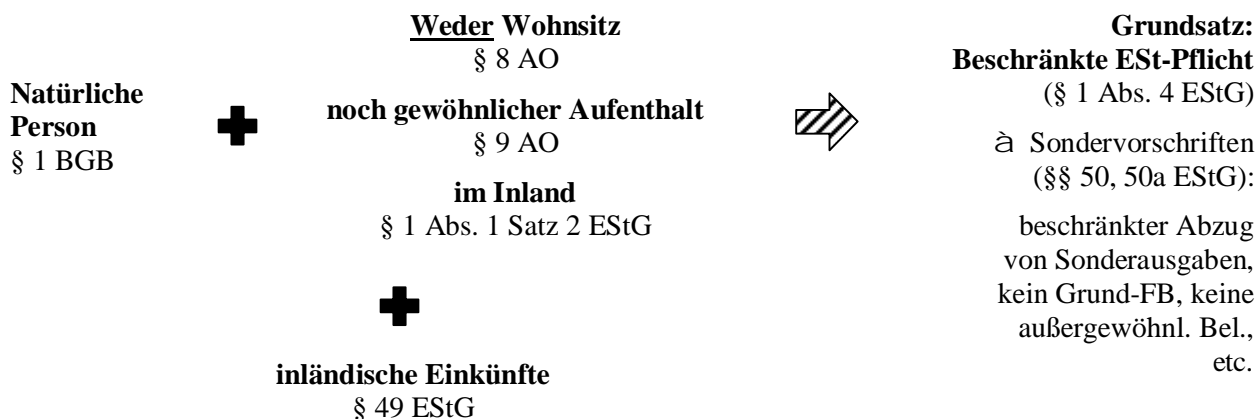 Natürliche
Person
§ 1 BGB
Weder Wohnsitz
§ 8 AO
noch gewöhnlicher Aufenthalt
§ 9 AO
im Inland
§ 1 Abs. 1 Satz 2 EStG
inländische Einkünfte
§ 49 EStG
Grundsatz:
Beschränkte ESt-Pflicht
(§ 1 Abs. 4 EStG)
à Sondervorschriften
(§§ 50, 50a EStG):
beschränkter Abzug
von Sonderausgaben,
kein Grund-FB, keine
außergewöhnl. Bel.,
etc.